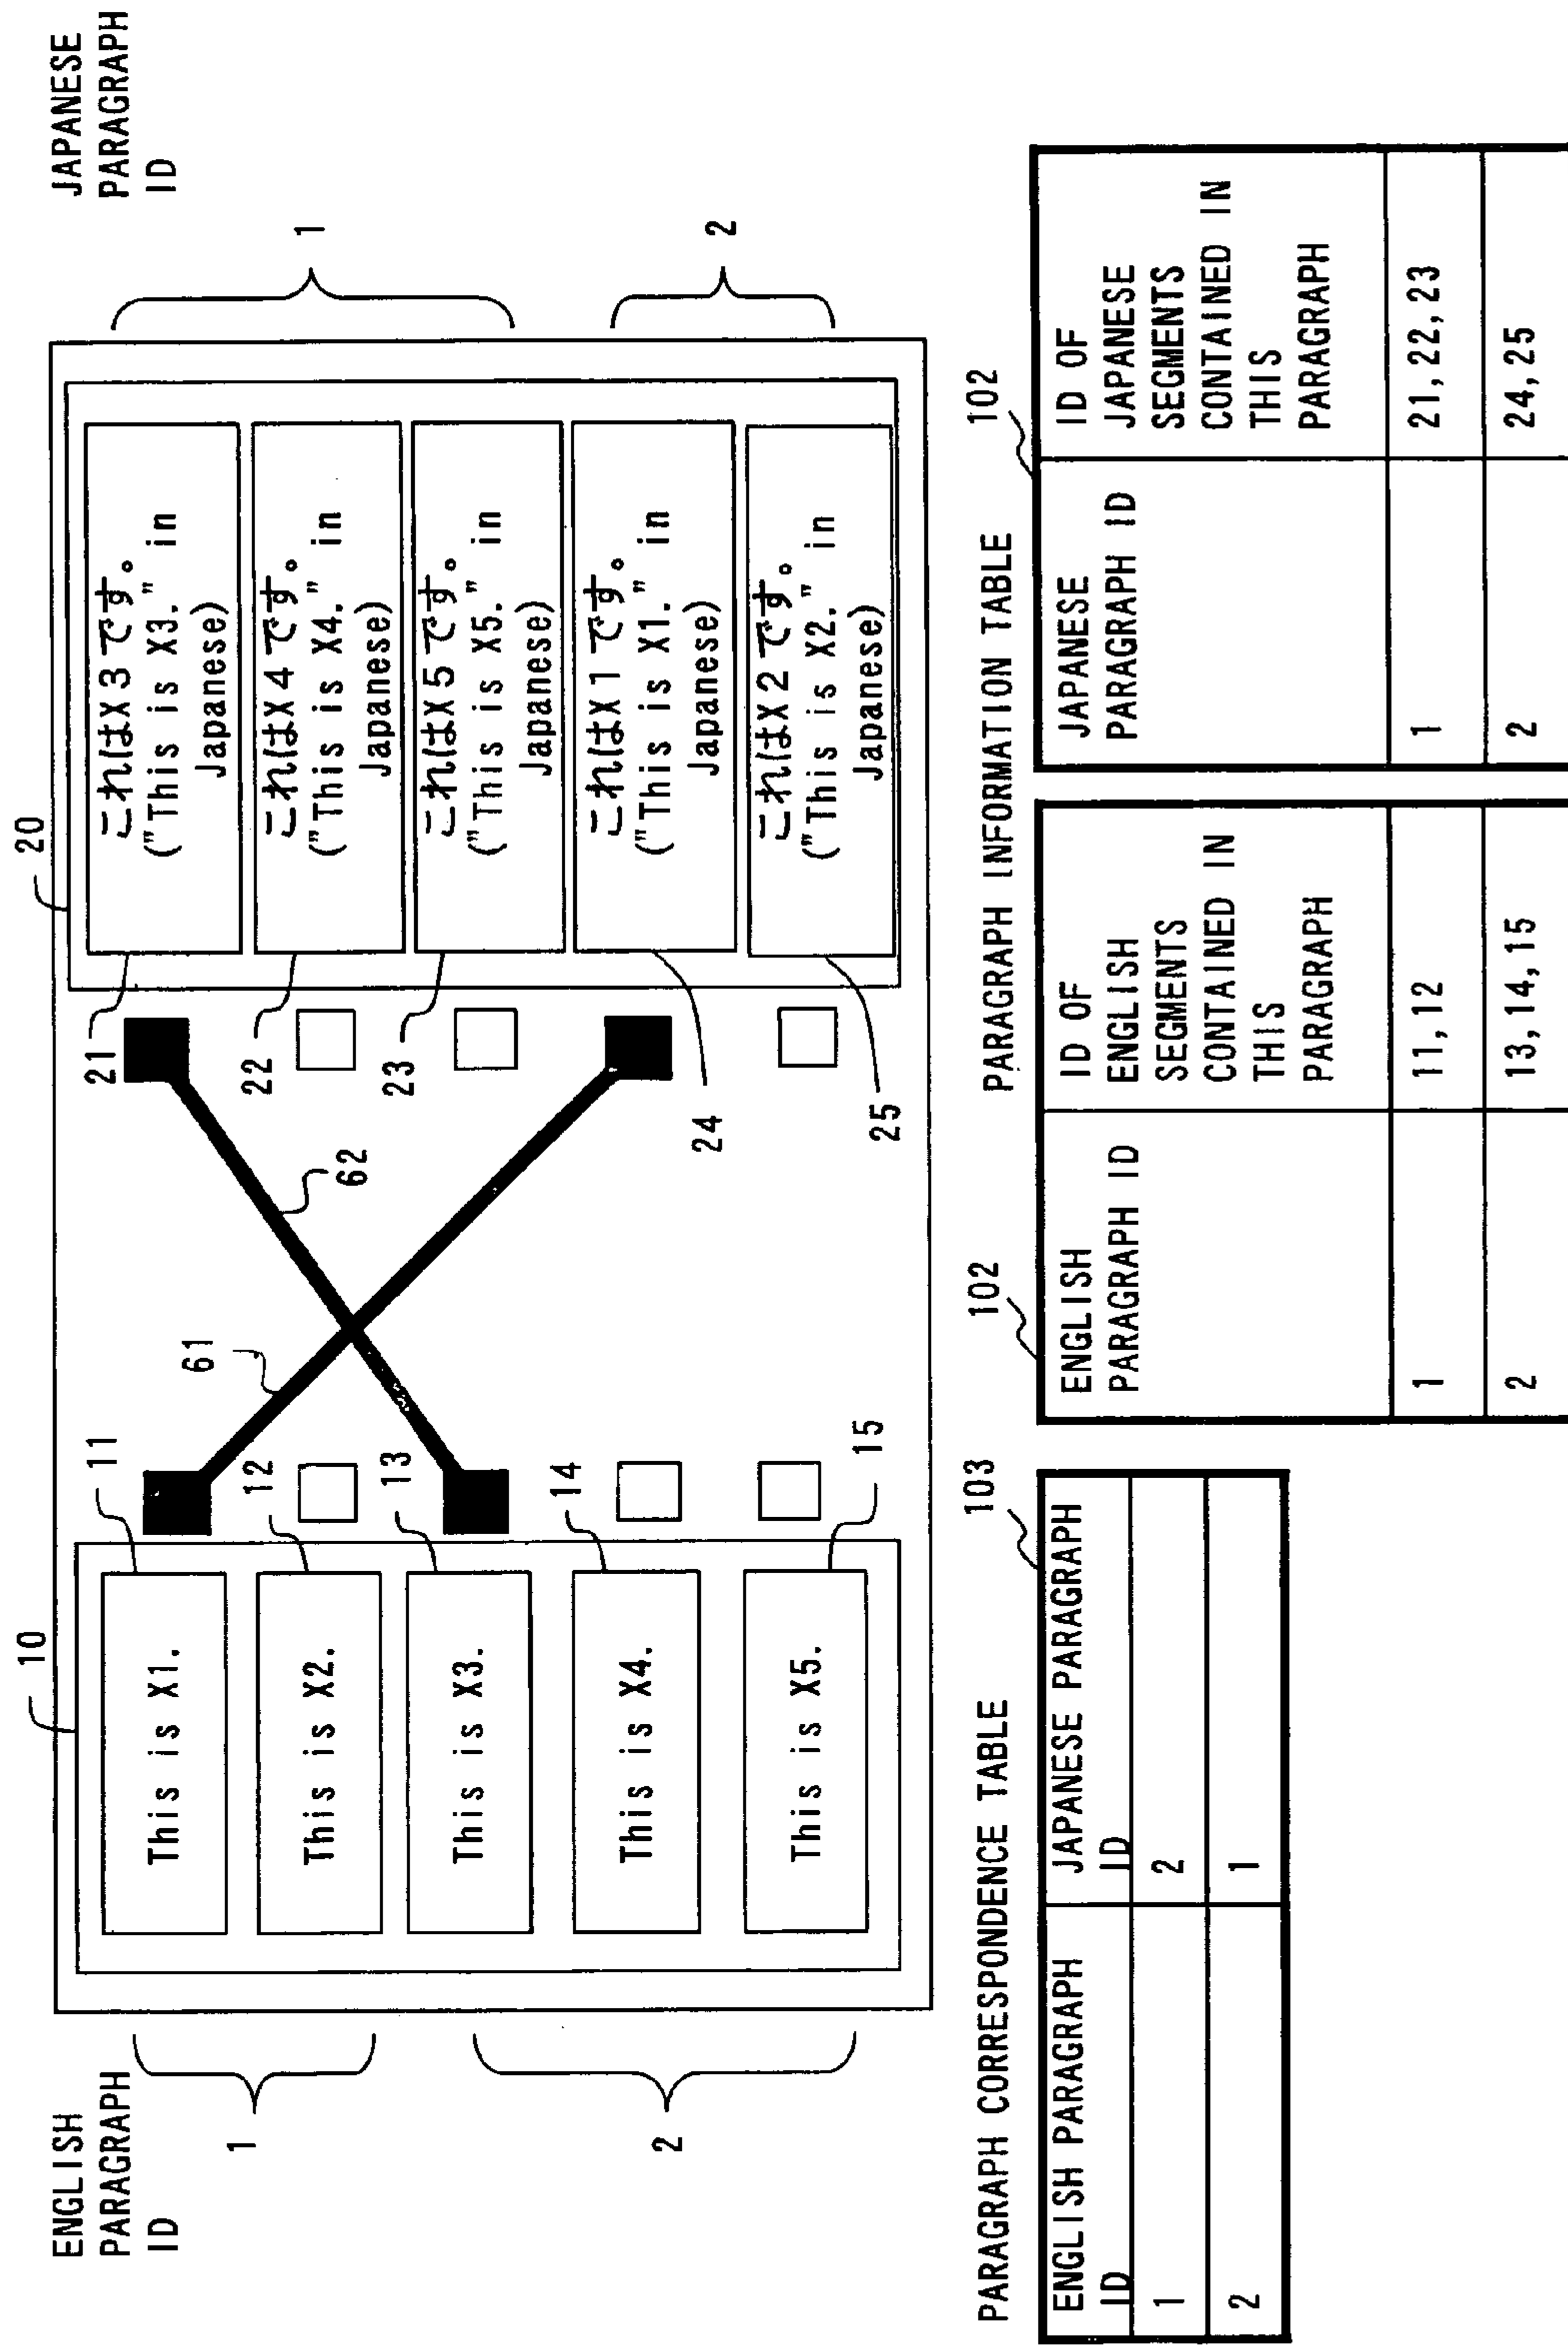 ENGLISH
PARAGRAPH
ID
1
2
10
This is X1.
This is X2.
This is X3.
This is X4.
This is X5.
11
12
13
14
15
61
62
21
22
23
24
25
20
これはX3です。
("This is X3." in
Japanese)
これはX4です。
("This is X4." in
Japanese)
これはX5です。
("This is X5." in
Japanese)
これはX1です。
("This is X1." in
Japanese)
これはX2です。
("This is X2." in
Japanese)
JAPANESE
PARAGRAPH
ID
1
2
PARAGRAPH CORRESPONDENCE TABLE
103
ENGLISH PARAGRAPH
ID
JAPANESE PARAGRAPH
ID
1
2
2
1
PARAGRAPH INFORMATION TABLE
102
ENGLISH
PARAGRAPH ID
ID OF
ENGLISH
SEGMENTS
CONTAINED IN
THIS
PARAGRAPH
1
11,12
2
13,14,15
102
JAPANESE
PARAGRAPH ID
ID OF
JAPANESE
SEGMENTS
CONTAINED IN
THIS
PARAGRAPH
1
21,22,23
2
24,25